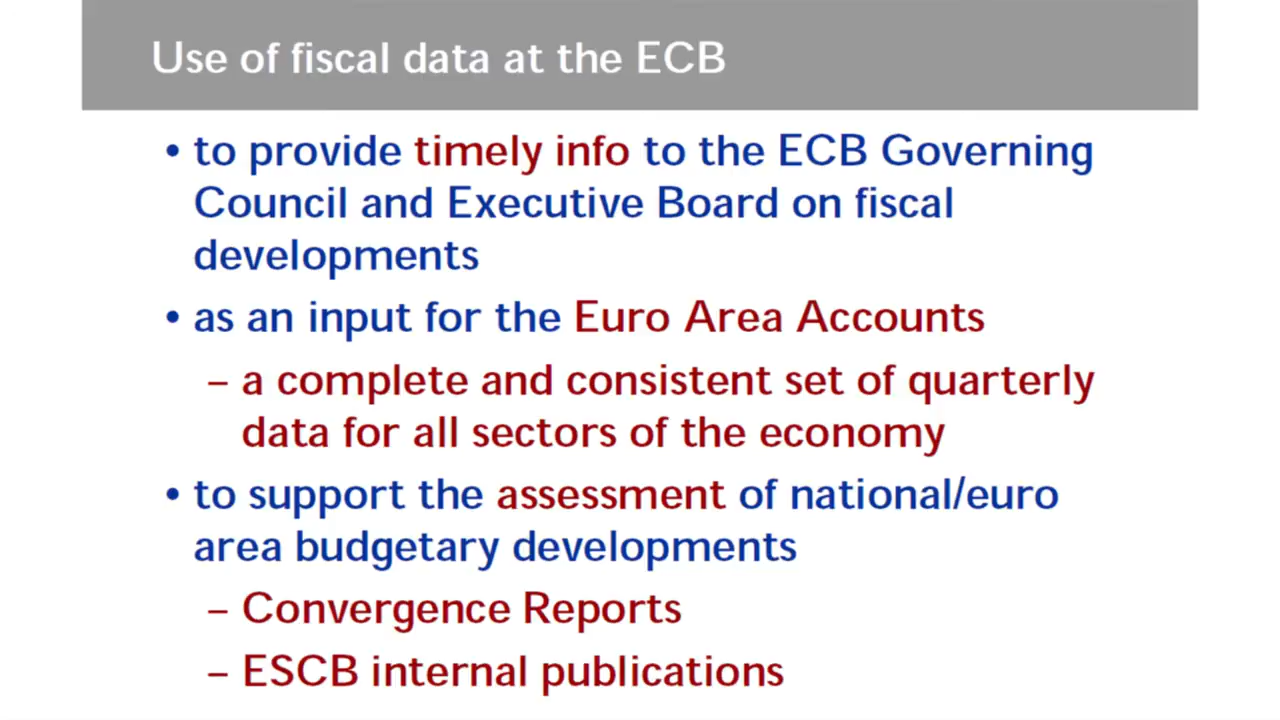 Use of fiscal data at the ECB
• to provide timely info to the ECB Governing
Council and Executive Board on fiscal
developments
• as an input for the Euro Area Accounts
– a complete and consistent set of quarterly
data for all sectors of the economy
• to support the assessment of national/euro
area budgetary developments
– Convergence Reports
– ESCB internal publications